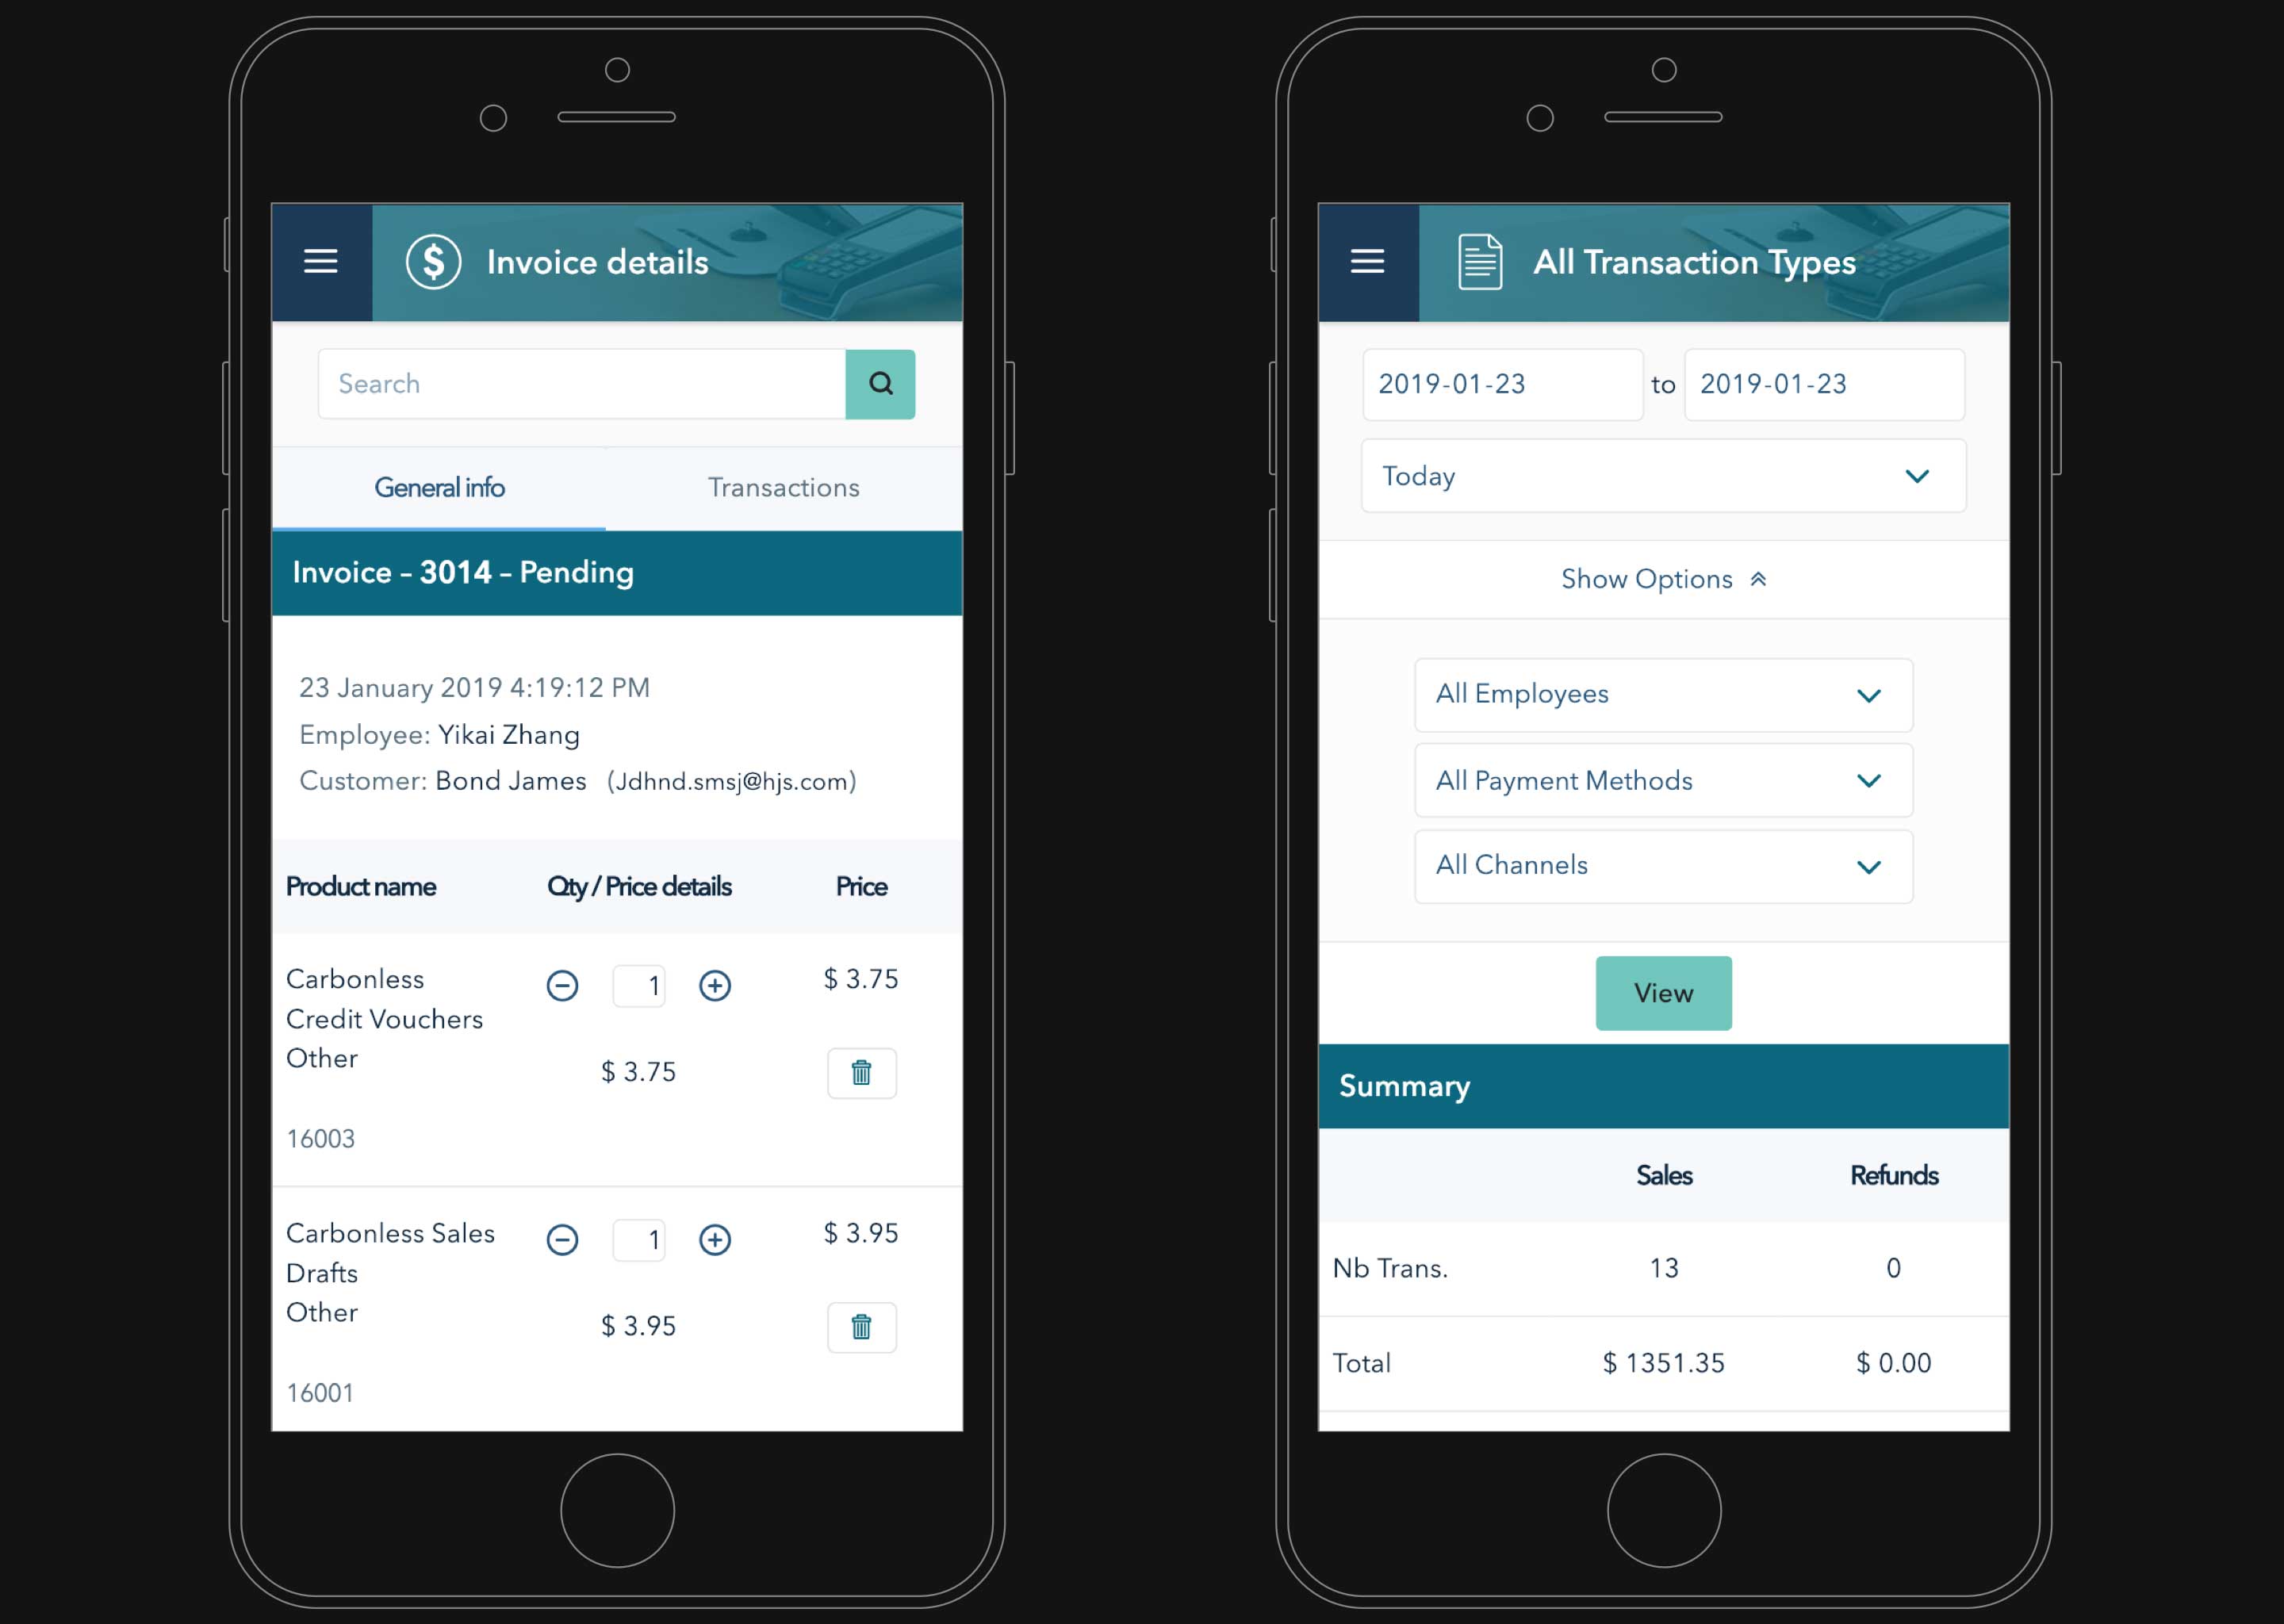 Invoice details
Search
General info
Transactions
Invoice - 3014 - Pending
23 January 2019 4:19:12 PM
Employee: Yikai Zhang
Customer: Bond James (Jdhnd.smsj@hjs.com)
Product name Qty / Price details Price
Carbonless
Credit Vouchers
Other
1
$ 3.75
$ 3.75
16003
Carbonless Sales
Drafts
Other
1
$ 3.95
$ 3.95
16001
All Transaction Types
2019-01-23 to 2019-01-23
Today
Show Options
All Employees
All Payment Methods
All Channels
View
Summary
Sales Refunds
Nb Trans. 13 0
Total $ 1351.35 $ 0.00